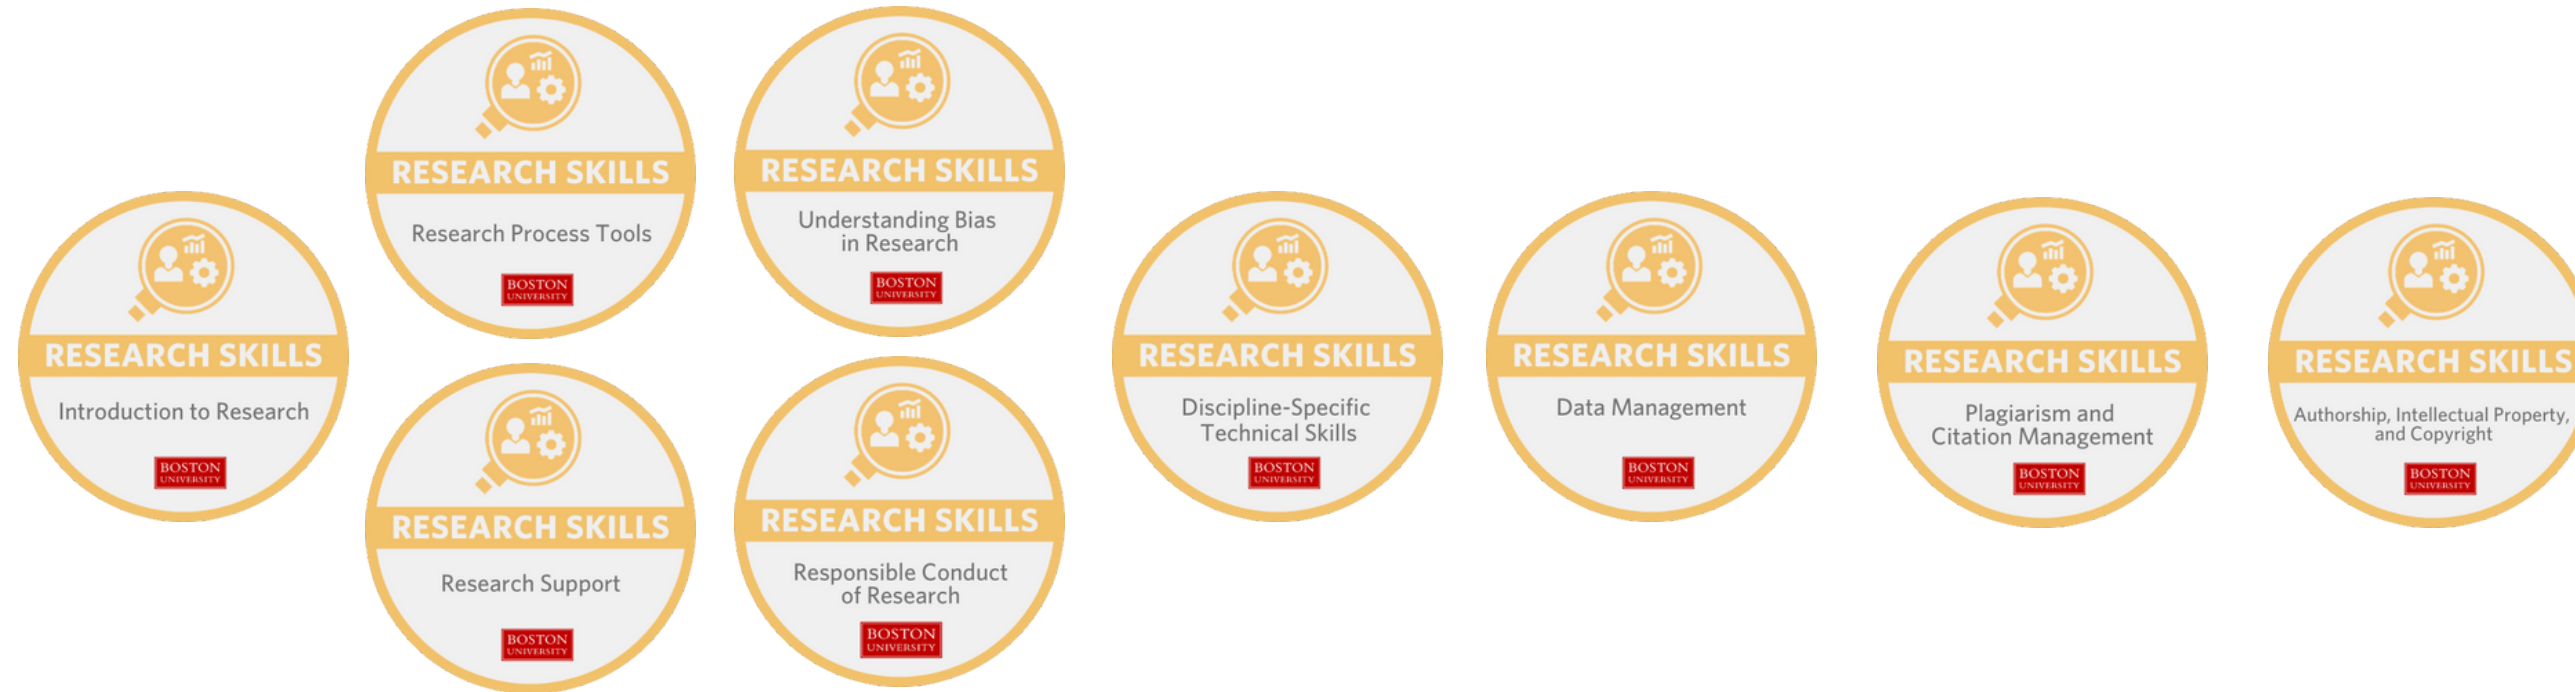 RESEARCH SKILLS
Introduction to Research
BOSTON
UNIVERSITY
RESEARCH SKILLS
Research Process Tools
BOSTON
UNIVERSITY
RESEARCH SKILLS
Research Support
BOSTON
UNIVERSITY
RESEARCH SKILLS
Understanding Bias
in Research
BOSTON
UNIVERSITY
RESEARCH SKILLS
Responsible Conduct
of Research
BOSTON
UNIVERSITY
RESEARCH SKILLS
Discipline-Specific
Technical Skills
BOSTON
UNIVERSITY
RESEARCH SKILLS
Data Management
BOSTON
UNIVERSITY
RESEARCH SKILLS
Plagiarism and
Citation Management
BOSTON
UNIVERSITY
RESEARCH SKILLS
Authorship, Intellectual Property,
and Copyright
BOSTON
UNIVERSITY